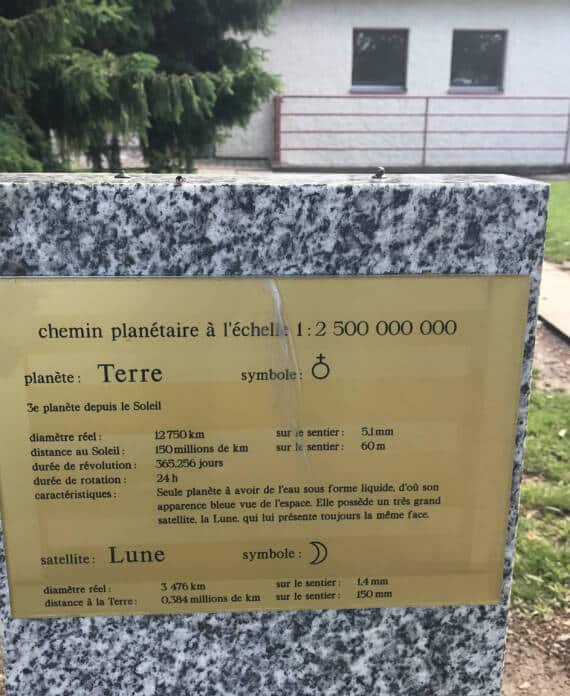 chemin planétaire à l'échelle 1 : 2 500 000 000
planète : Terre symbole : ♁
3e planète depuis le Soleil
diamètre réel : 12 750 km sur le sentier : 5,1 mm
distance au Soleil : 150 millions de km sur le sentier : 60 m
durée de révolution : 365,256 jours
durée de rotation : 24 h
caractéristiques : Seule planète à avoir de l'eau sous forme liquide, d'où son
apparence bleue vue de l'espace. Elle possède un très grand
satellite, la Lune, qui lui présente toujours la même face.
satellite : Lune symbole : ☽
diamètre réel : 3 476 km sur le sentier : 1,4 mm
distance à la Terre : 0,384 millions de km sur le sentier : 150 mm